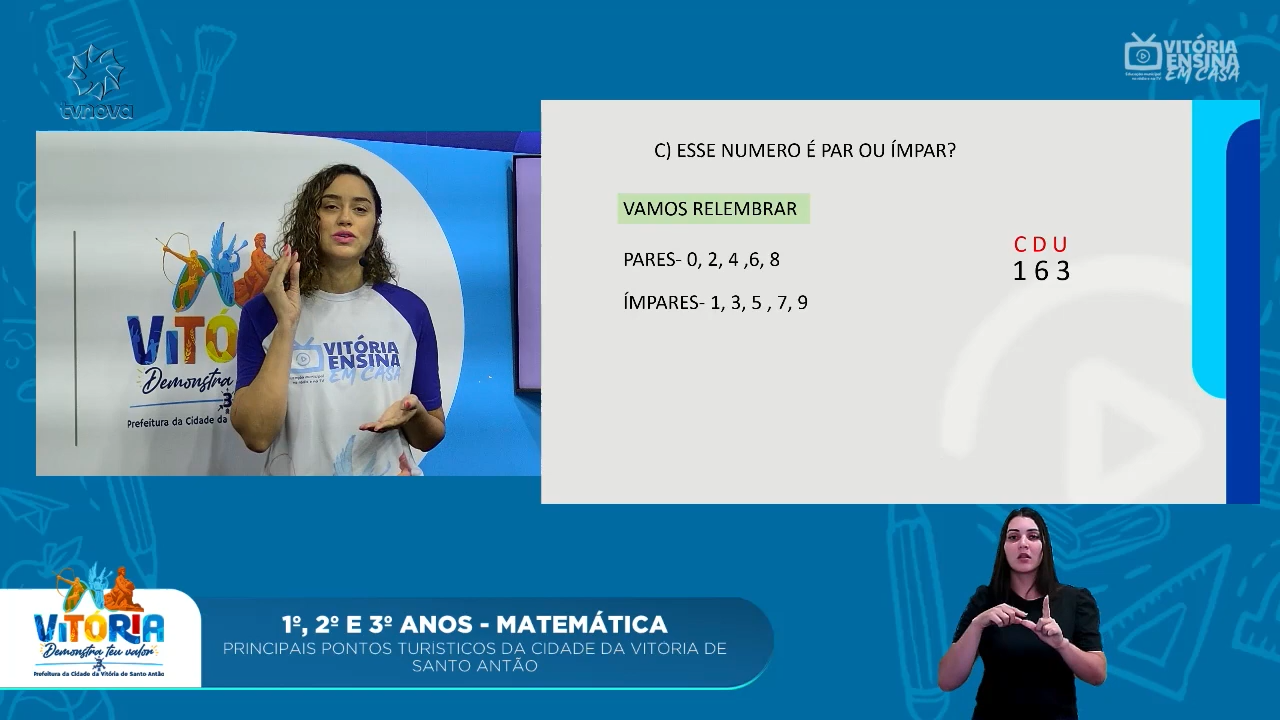 tvnova
VITÓRIA
ENSINA
EM CASA
C) ESSE NUMERO É PAR OU ÍMPAR?
VAMOS RELEMBRAR
PARES- 0, 2, 4 ,6, 8
ÍMPARES- 1, 3, 5 , 7, 9
C D U
1 6 3
VITÓ
Demonstra
Prefeitura da Cidade da
VITÓRIA
ENSINA
EM CASA
VITÓRIA
Demonstra teu valor
Prefeitura da Cidade da Vitória de Santo Antão
1º, 2º E 3º ANOS - MATEMÁTICA
PRINCIPAIS PONTOS TURISTICOS DA CIDADE DA VITORIA DE
SANTO ANTÃO